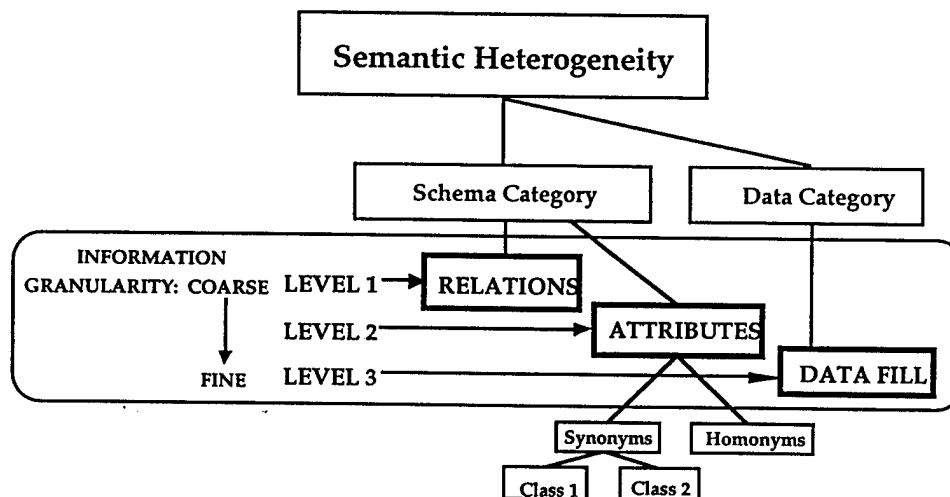 Semantic Heterogeneity
Schema Category
Data Category
INFORMATION
GRANULARITY: COARSE
LEVEL 1
RELATIONS
LEVEL 2
ATTRIBUTES
FINE
LEVEL 3
DATA FILL
Synonyms
Homonyms
Class 1
Class 2